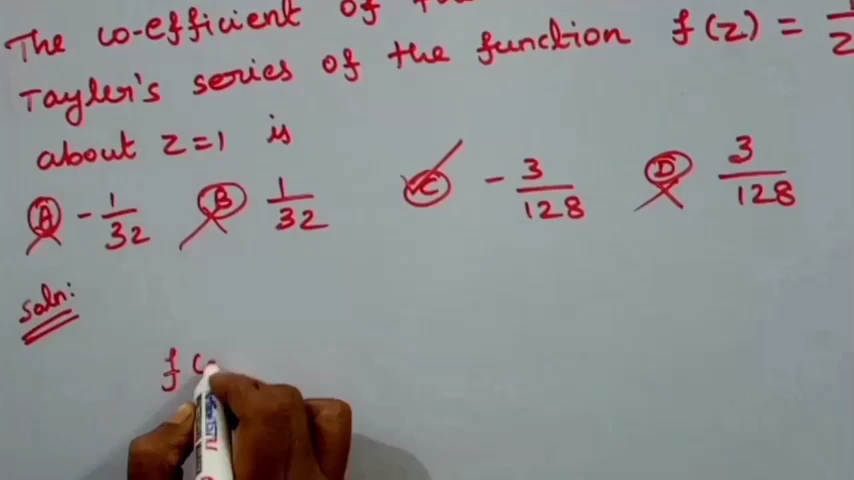 The co-efficient of
Tayler's series of the function f(z) =
about z=1 is
(A) -1/32 (B) 1/32 (C) -3/128 (D) 3/128
Soln:
f(